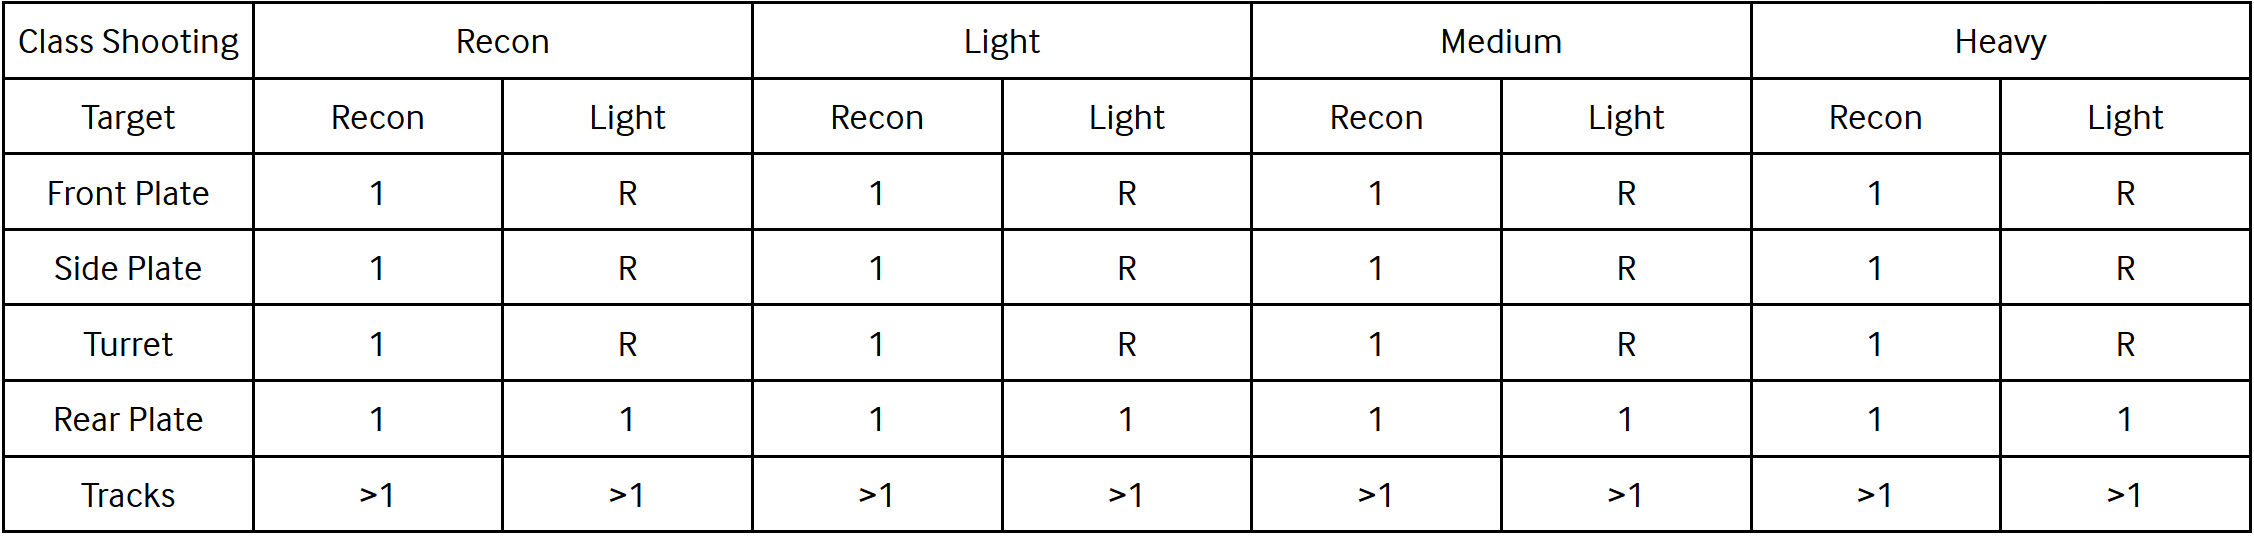 Class Shooting Recon Light Medium Heavy
Target Recon Light Recon Light Recon Light Recon Light
Front Plate 1 R 1 R 1 R 1 R
Side Plate 1 R 1 R 1 R 1 R
Turret 1 R 1 R 1 R 1 R
Rear Plate 1 1 1 1 1 1 1 1
Tracks >1 >1 >1 >1 >1 >1 >1 >1